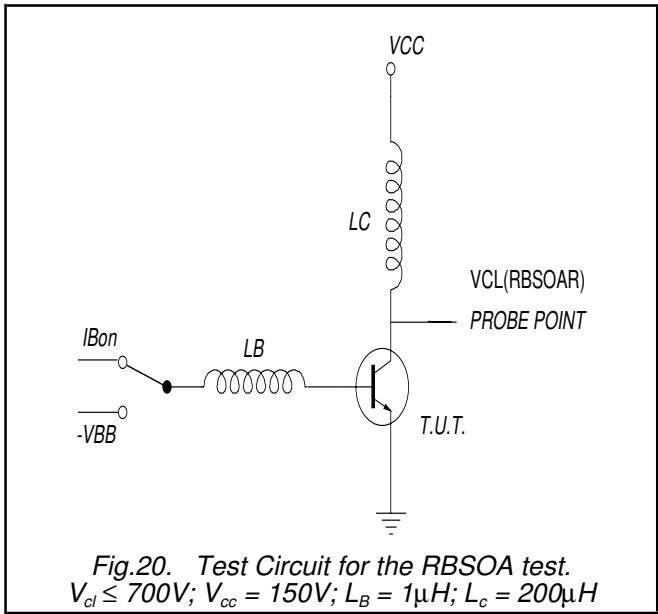 VCC
LC
VCL(RBSOAR)
PROBE POINT
IBon
LB
-VBB
T.U.T.
Fig.20. Test Circuit for the RBSOA test.
Vcl ≤ 700V; Vcc = 150V; LB = 1μH; Lc = 200μH